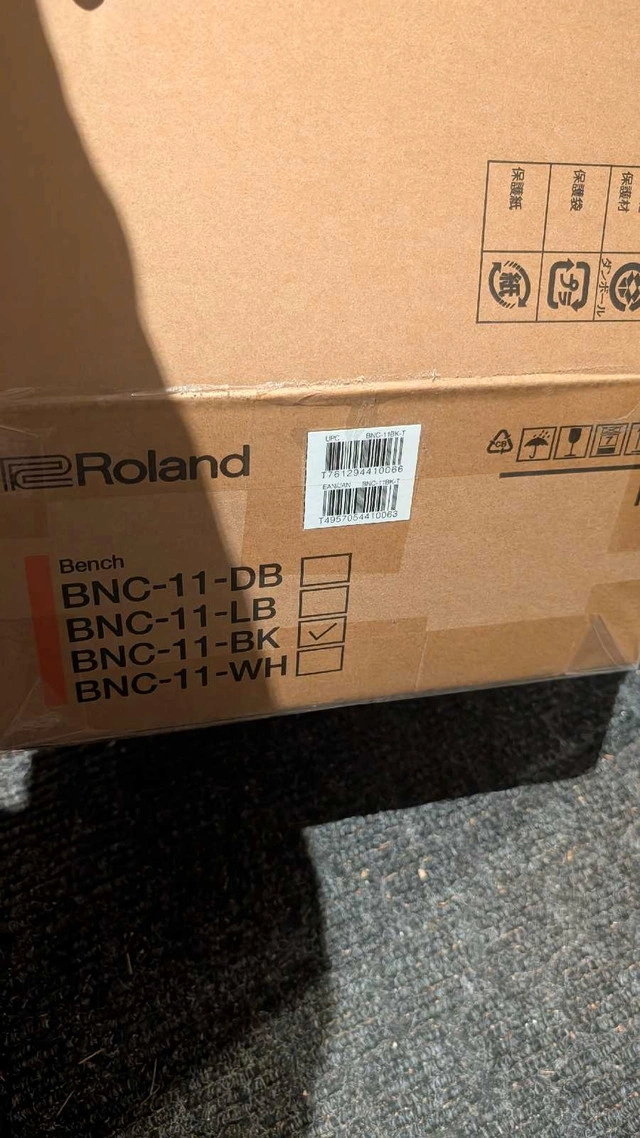 保護紙
保護袋
保護材
紙
プラ
ダンボール
Roland
UPC BNC-11BK-T
T761294410066
EAN/JAN BNC-11BK-T
T4957054410063
7
Bench
BNC-11-DB
BNC-11-LB
BNC-11-BK
BNC-11-WH